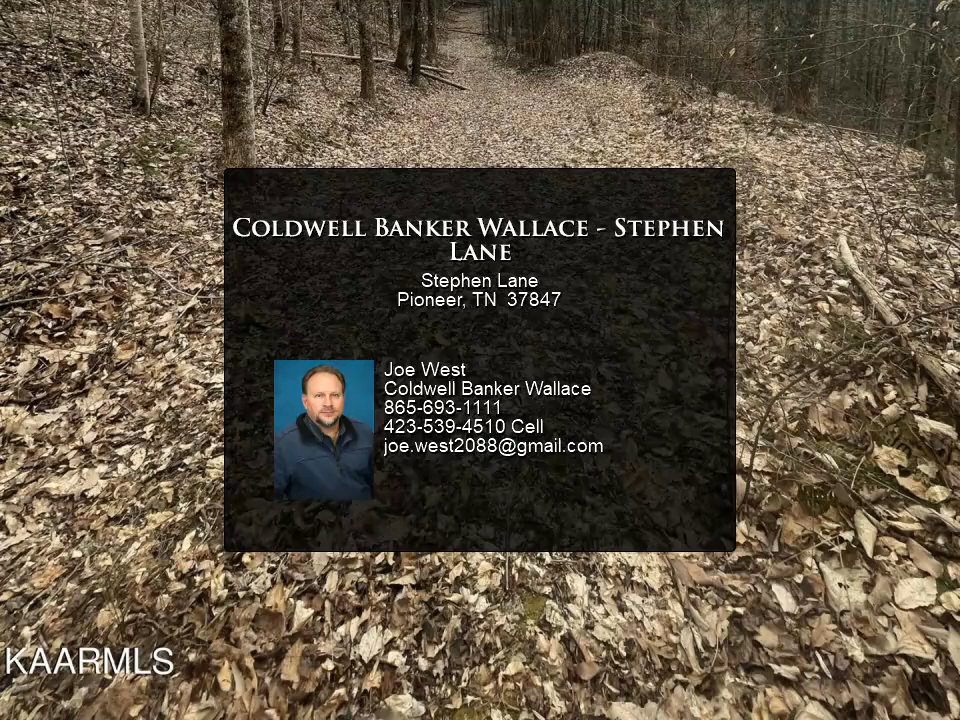 Coldwell Banker Wallace - Stephen
Lane
Stephen Lane
Pioneer, TN  37847
Joe West
Coldwell Banker Wallace
865-693-1111
423-539-4510 Cell
joe.west2088@gmail.com
KAARMLS